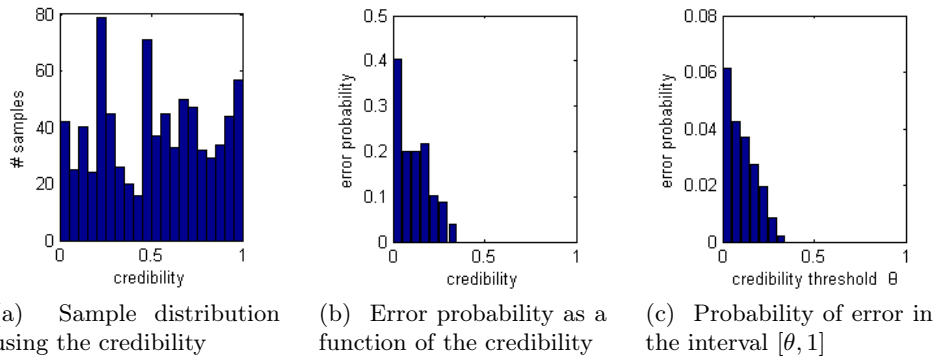 80
60
40
20
0
# samples
0 0.5 1
credibility
0.5
0.4
0.3
0.2
0.1
0
error probability
0 0.5 1
credibility
0.08
0.06
0.04
0.02
0
error probability
0 0.5 1
credibility threshold θ
(a) Sample distribution
using the credibility
(b) Error probability as a
function of the credibility
(c) Probability of error in
the interval [θ, 1]